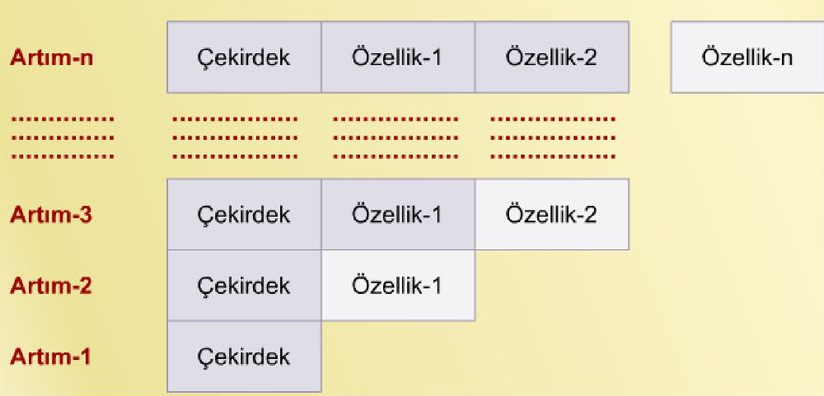 Artım-n Çekirdek Özellik-1 Özellik-2 Özellik-n
Artım-3 Çekirdek Özellik-1 Özellik-2
Artım-2 Çekirdek Özellik-1
Artım-1 Çekirdek